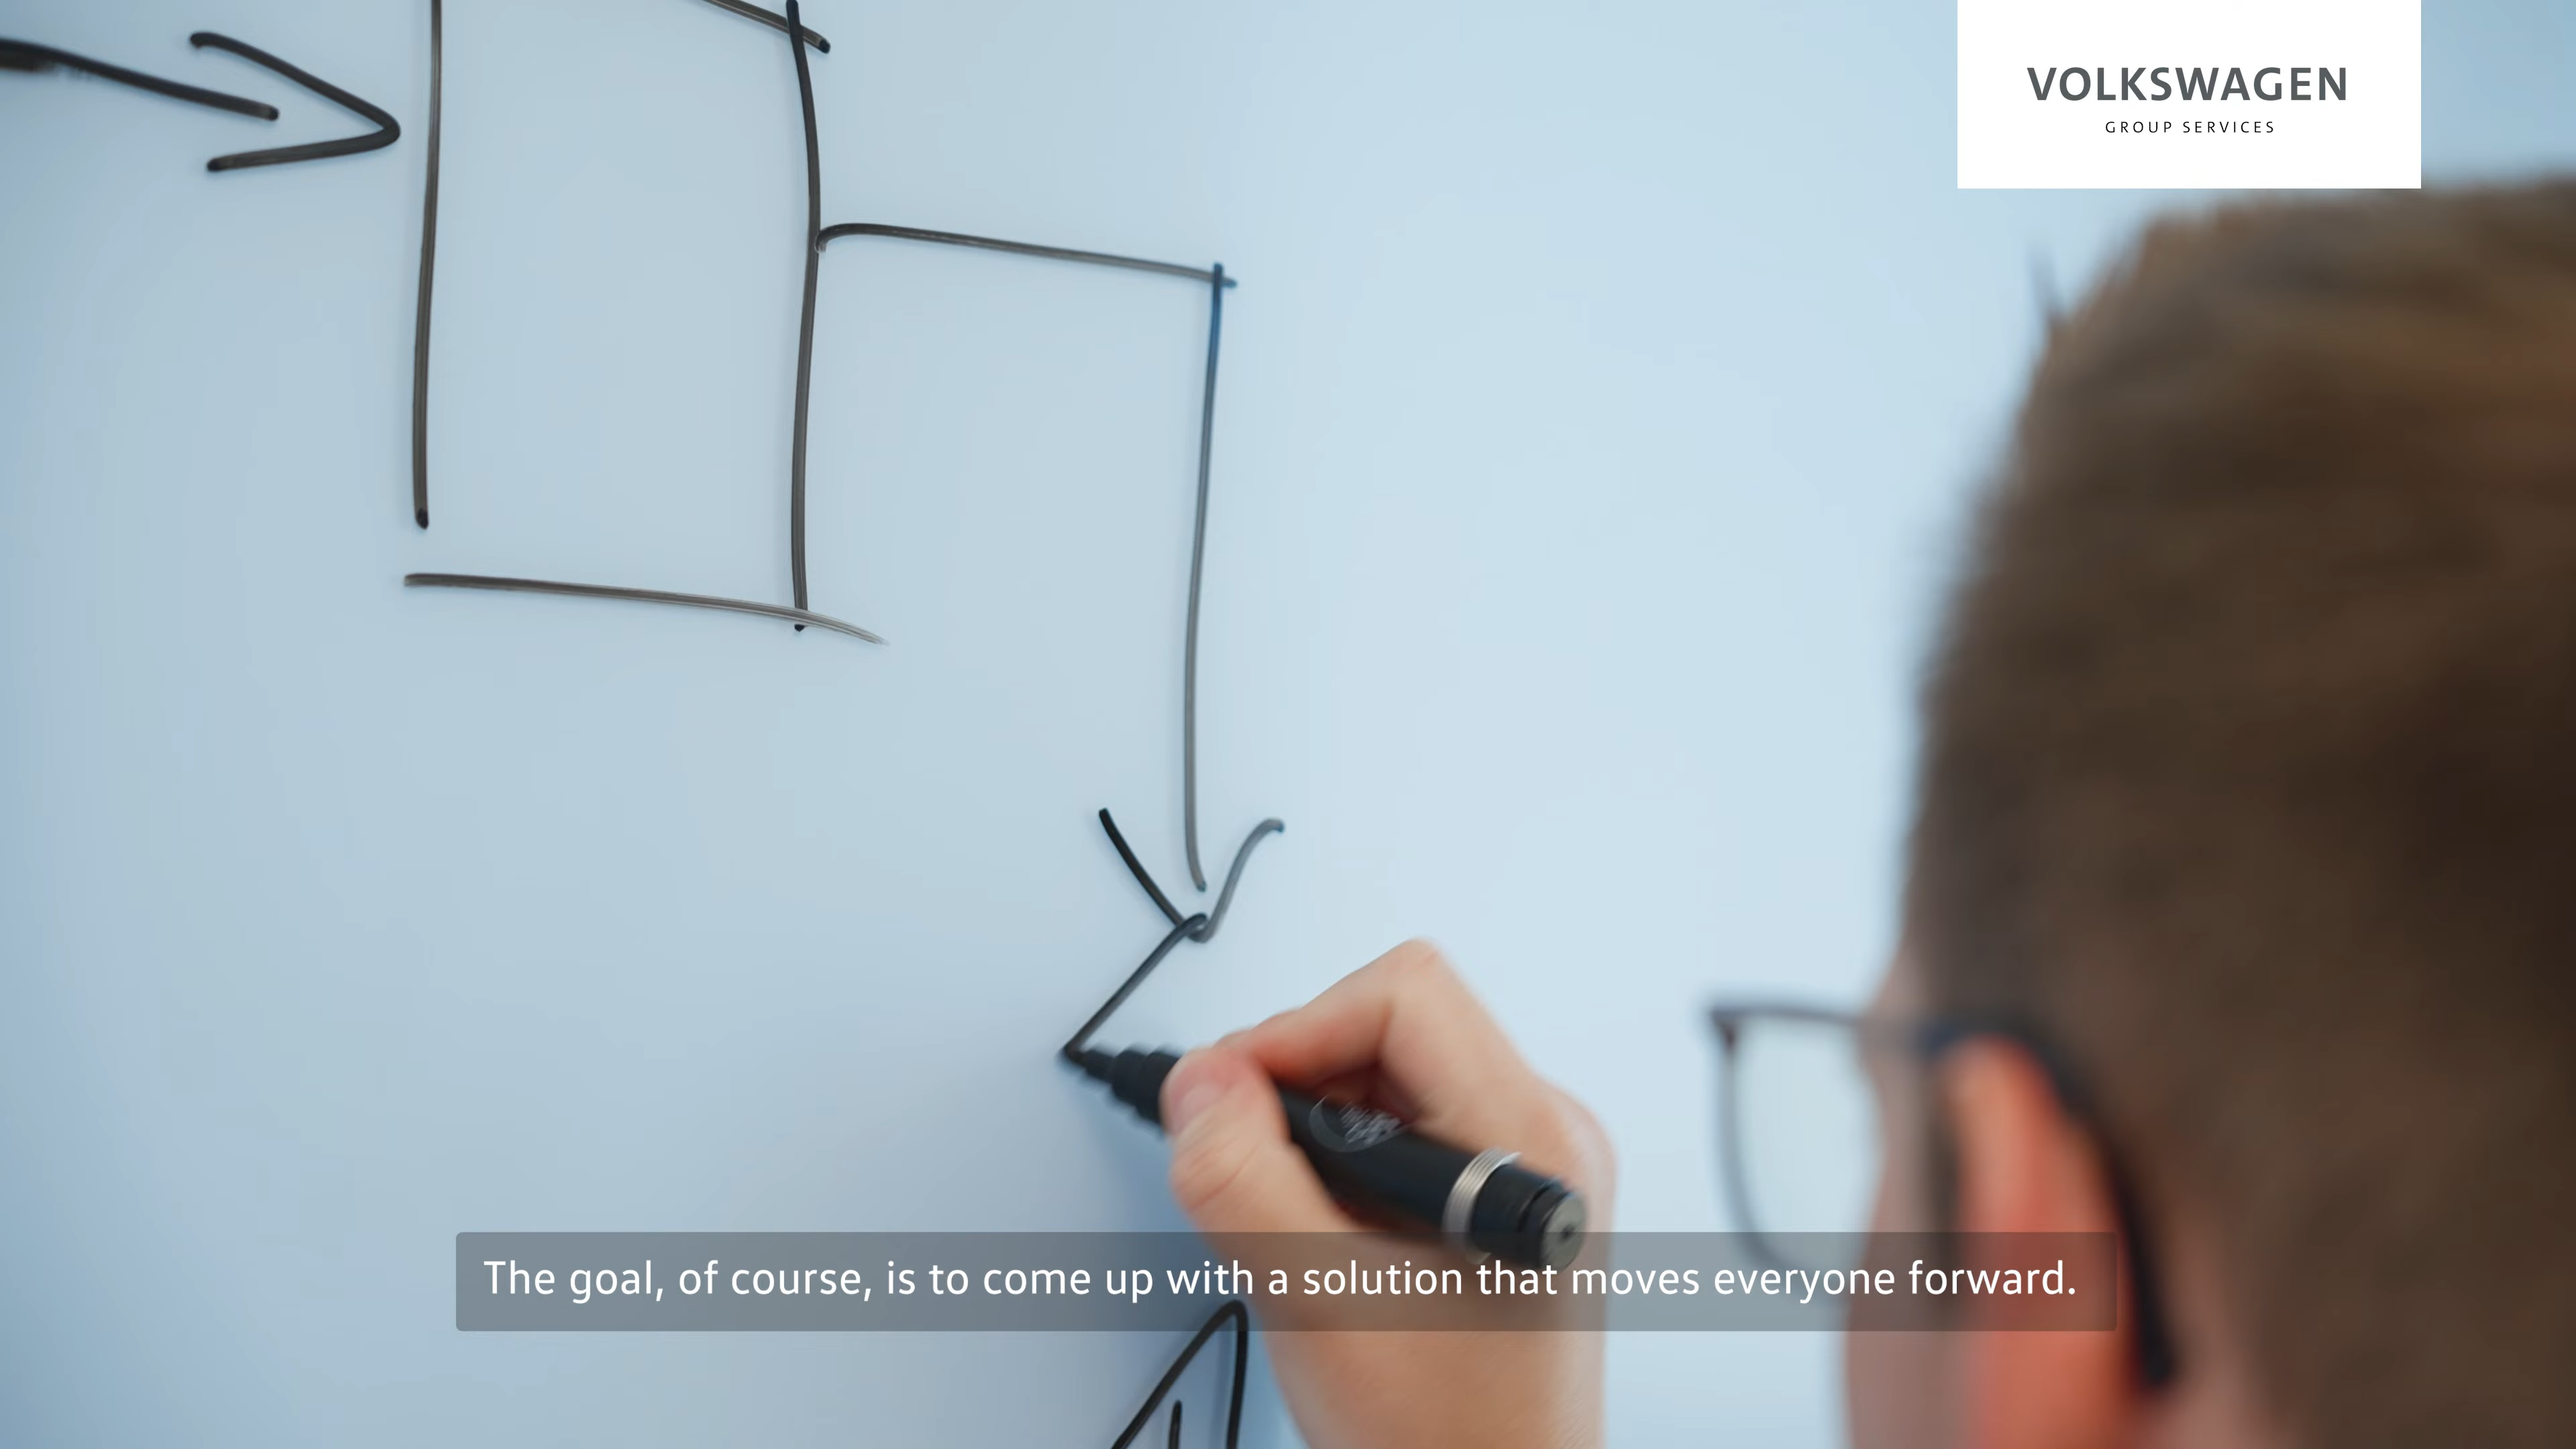 VOLKSWAGEN
GROUP SERVICES
The goal, of course, is to come up with a solution that moves everyone forward.